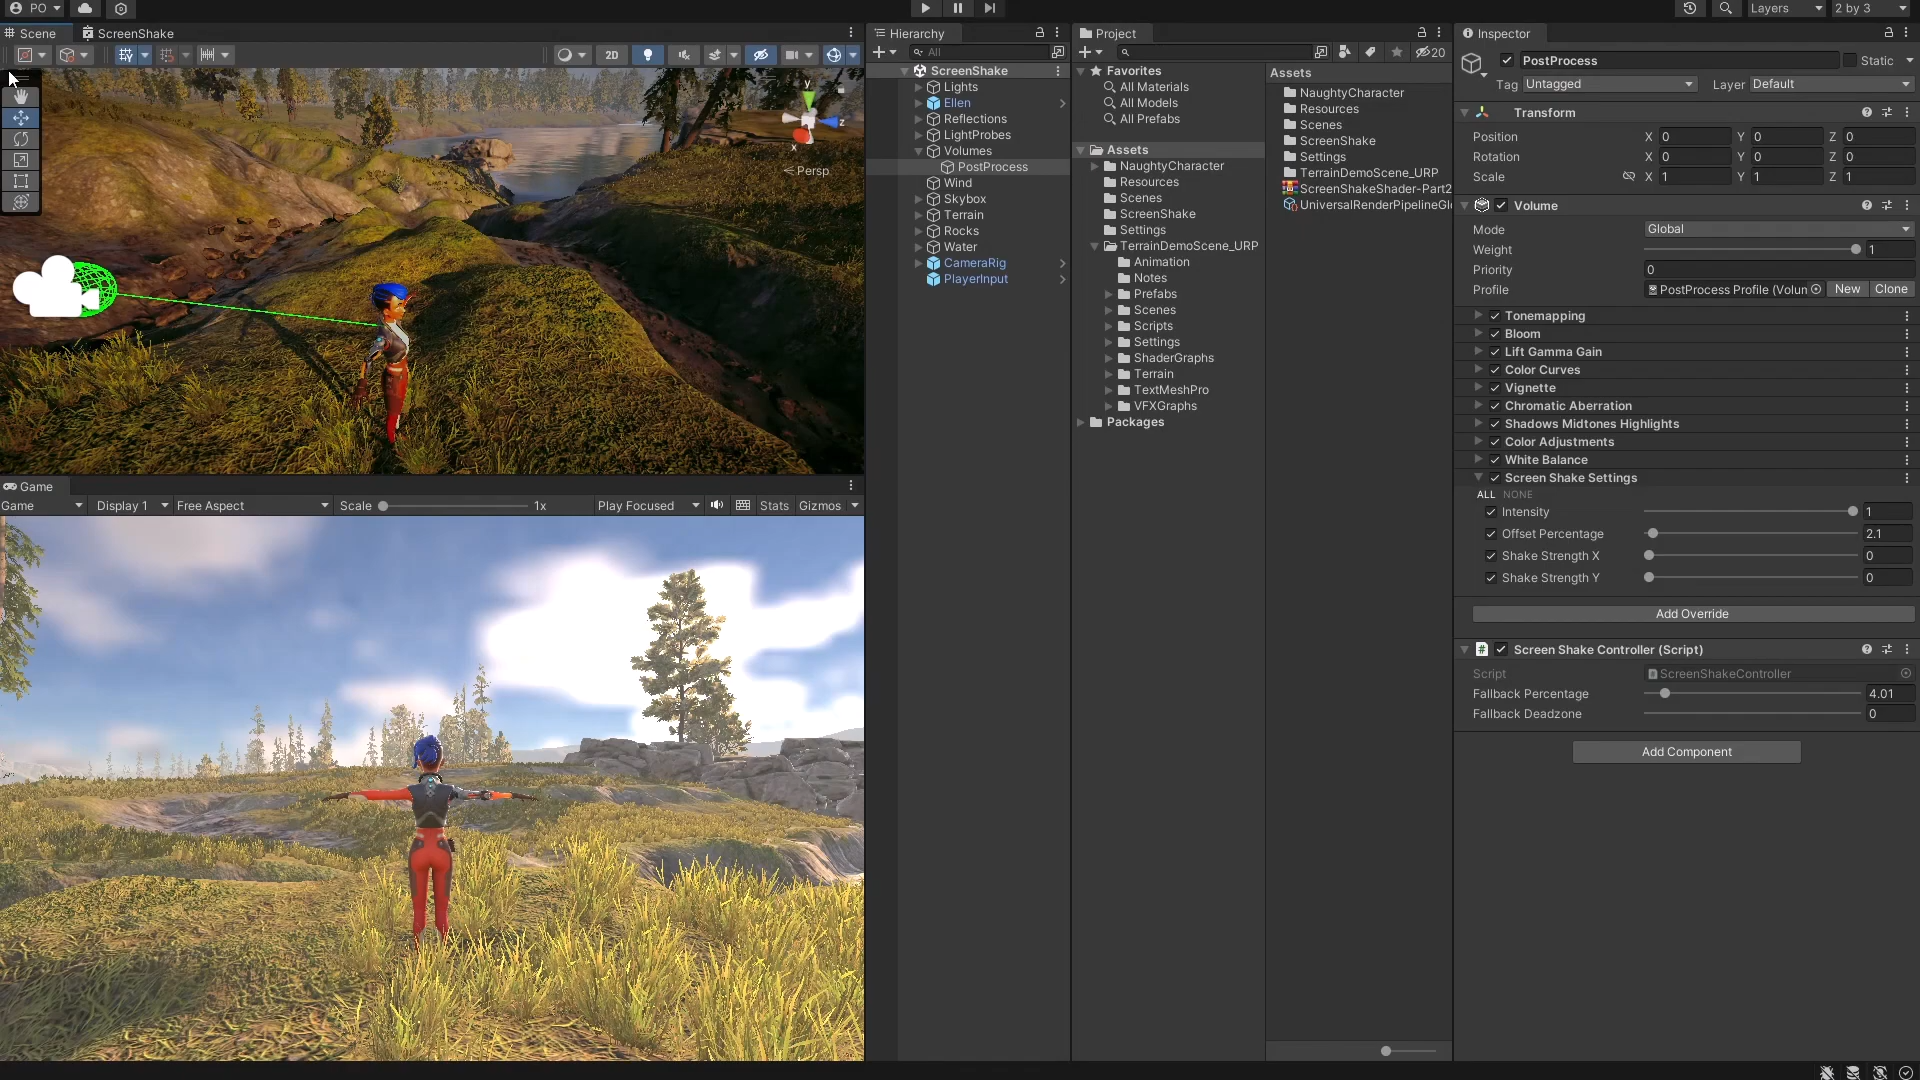 PO
Layers
2 by 3
Scene
ScreenShake
Hierarchy
Project
Inspector
2D
All
20
ScreenShake
Lights
Ellen
Reflections
LightProbes
Volumes
PostProcess
Wind
Skybox
Terrain
Rocks
Water
CameraRig
PlayerInput
y
z
x
Persp
Favorites
All Materials
All Models
All Prefabs
Assets
NaughtyCharacter
Resources
Scenes
ScreenShake
Settings
TerrainDemoScene_URP
Animation
Notes
Prefabs
Scenes
Scripts
Settings
ShaderGraphs
Terrain
TextMeshPro
VFXGraphs
Packages
Assets
NaughtyCharacter
Resources
Scenes
ScreenShake
Settings
TerrainDemoScene_URP
ScreenShakeShader-Part2
UniversalRenderPipelineGl
PostProcess
Static
Tag Untagged
Layer Default
Transform
Position X 0 Y 0 Z 0
Rotation X 0 Y 0 Z 0
Scale X 1 Y 1 Z 1
Volume
Mode Global
Weight 1
Priority 0
Profile PostProcess Profile (Volun New Clone
Tonemapping
Bloom
Lift Gamma Gain
Color Curves
Vignette
Chromatic Aberration
Shadows Midtones Highlights
Color Adjustments
White Balance
Screen Shake Settings
ALL NONE
Intensity 1
Offset Percentage 2.1
Shake Strength X 0
Shake Strength Y 0
Add Override
# Screen Shake Controller (Script)
Script ScreenShakeController
Fallback Percentage 4.01
Fallback Deadzone 0
Add Component
Game
Game Display 1 Free Aspect Scale 1x Play Focused Stats Gizmos